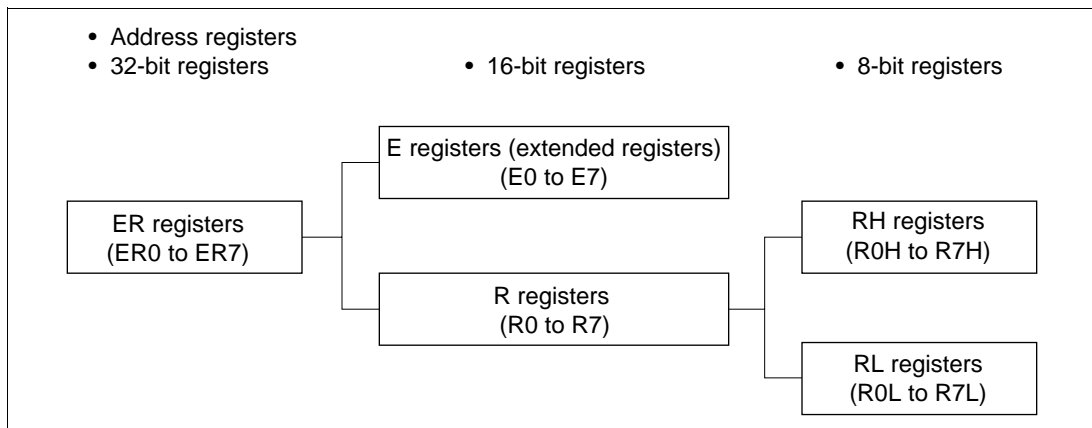 • Address registers
• 32-bit registers
• 16-bit registers
• 8-bit registers
E registers (extended registers)
(E0 to E7)
ER registers
(ER0 to ER7)
RH registers
(R0H to R7H)
R registers
(R0 to R7)
RL registers
(R0L to R7L)